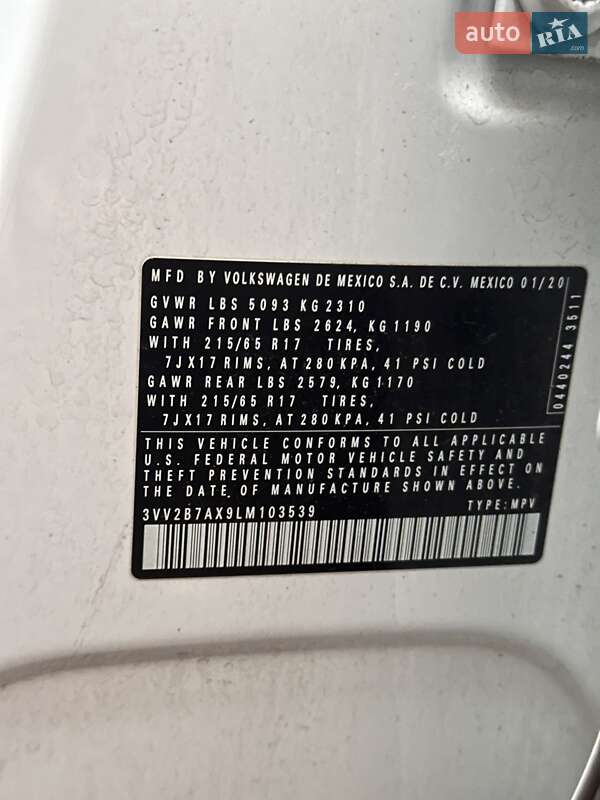 auto RIA.com
MFD BY VOLKSWAGEN DE MEXICO S.A. DE C.V. MEXICO 01/20
GVWR LBS 5093 KG 2310
GAWR FRONT LBS 2624, KG 1190
WITH 215/65 R17 TIRES,
7JX17 RIMS, AT 280 KPA, 41 PSI COLD
GAWR REAR LBS 2579, KG 1170
WITH 215/65 R17 TIRES,
7JX17 RIMS, AT 280 KPA, 41 PSI COLD
THIS VEHICLE CONFORMS TO ALL APPLICABLE
U.S. FEDERAL MOTOR VEHICLE SAFETY AND
THEFT PREVENTION STANDARDS IN EFFECT ON
THE DATE OF MANUFACTURE SHOWN ABOVE.
3VV2B7AX9LM103539 TYPE: MPV
0440244 3511